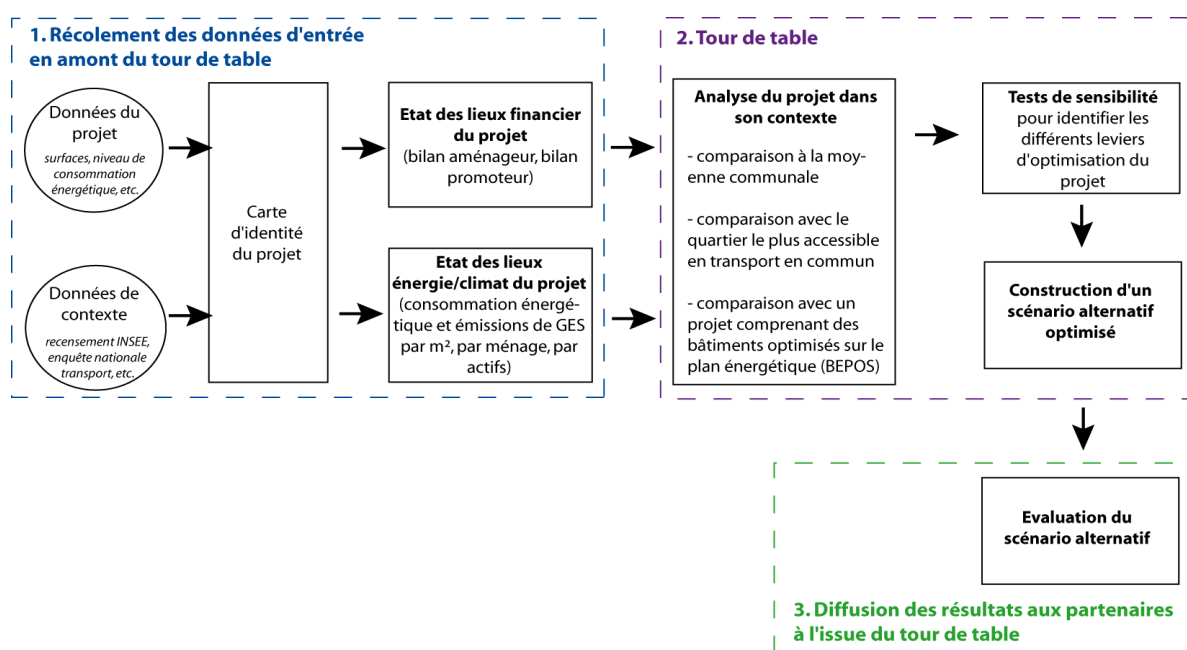 1. Récolement des données d'entrée
en amont du tour de table
Données du
projet
surfaces, niveau de
consommation
énergétique, etc.
Données de
contexte
recensement INSEE,
enquête nationale
transport, etc.
Carte
d'identité
du projet
Etat des lieux financier
du projet
(bilan aménageur, bilan
promoteur)
Etat des lieux
énergie/climat du projet
(consommation énergé-
tique et émissions de GES
par m², par ménage, par
actifs)
2. Tour de table
Analyse du projet dans
son contexte
- comparaison à la moy-
enne communale
- comparaison avec le
quartier le plus accessible
en transport en commun
- comparaison avec un
projet comprenant des
bâtiments optimisés sur le
plan énergétique (BEPOS)
Tests de sensibilité
pour identifier les
différents leviers
d'optimisation du
projet
Construction d'un
scénario alternatif
optimisé
Evaluation du
scénario alternatif
3. Diffusion des résultats aux partenaires
à l'issue du tour de table